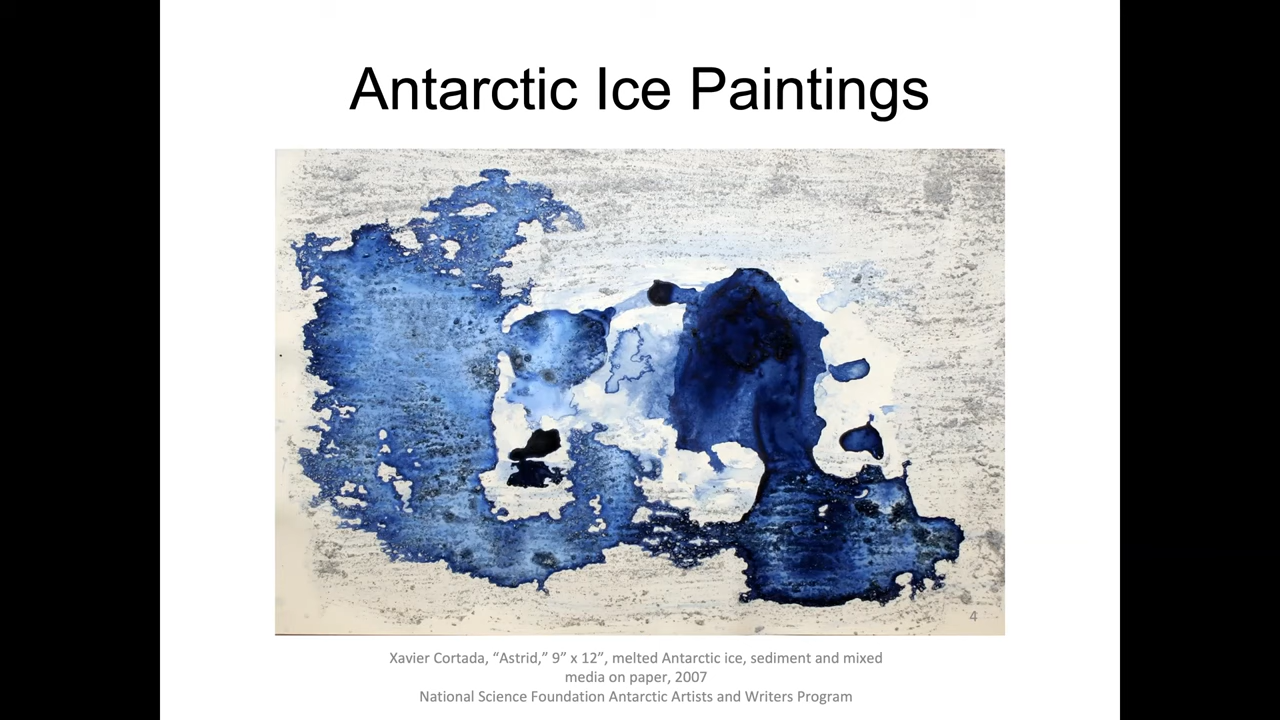 Antarctic Ice Paintings
4
Xavier Cortada, “Astrid,” 9” x 12”, melted Antarctic ice, sediment and mixed
media on paper, 2007
National Science Foundation Antarctic Artists and Writers Program